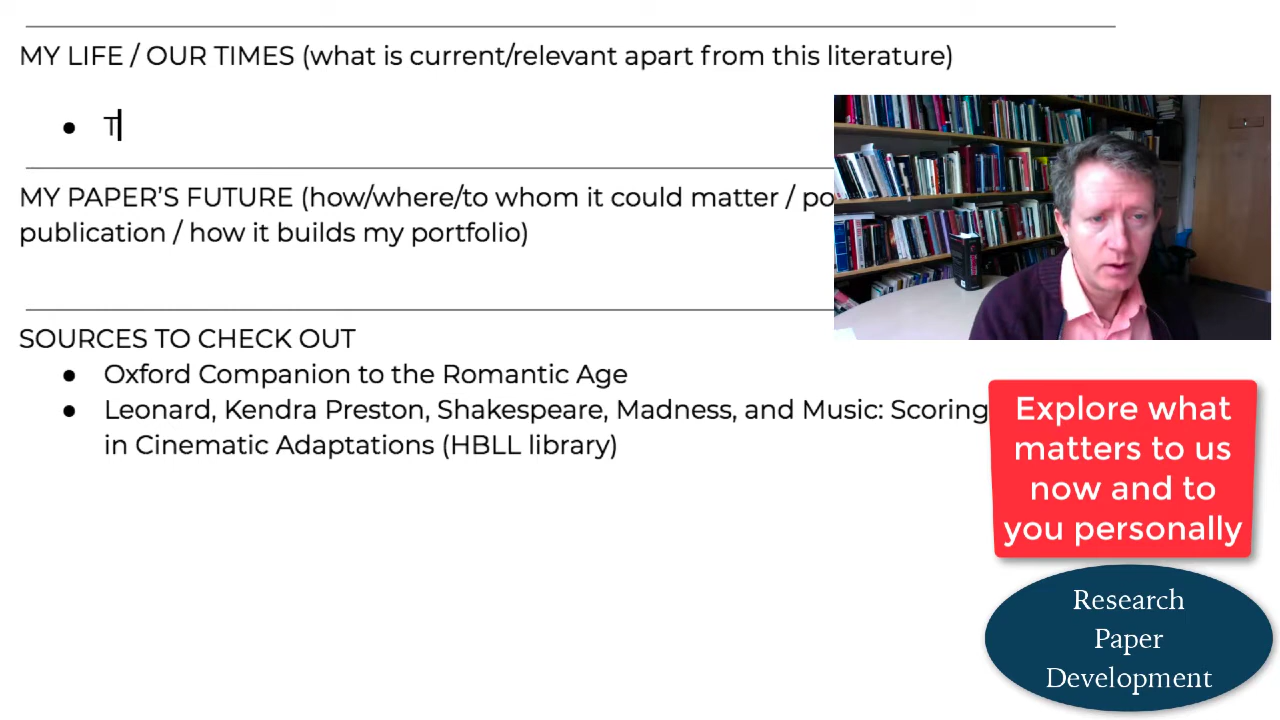 MY LIFE / OUR TIMES (what is current/relevant apart from this literature)
● T
MY PAPER’S FUTURE (how/where/to whom it could matter / po
publication / how it builds my portfolio)
SOURCES TO CHECK OUT
● Oxford Companion to the Romantic Age
● Leonard, Kendra Preston, Shakespeare, Madness, and Music: Scoring
in Cinematic Adaptations (HBLL library)
Explore what
matters to us
now and to
you personally
Research
Paper
Development